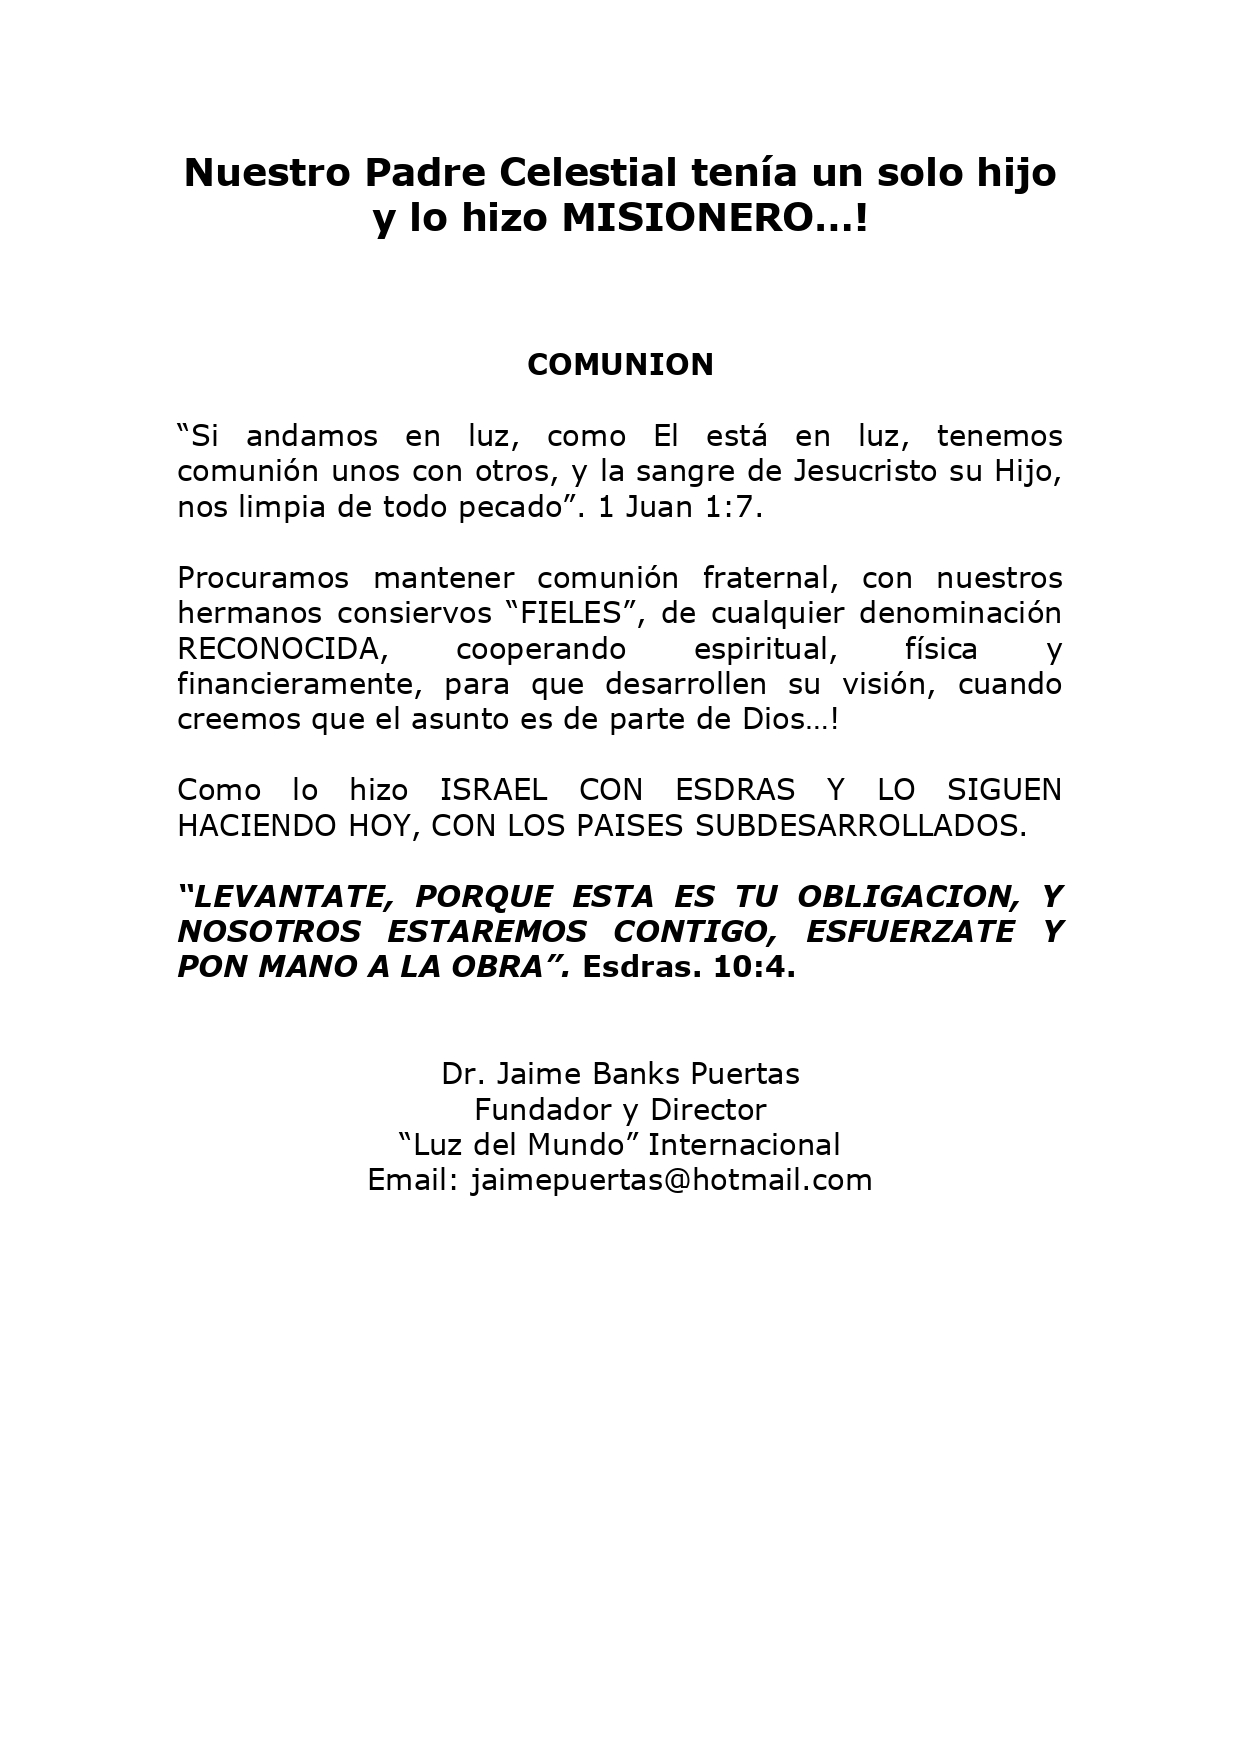 Nuestro Padre Celestial tenía un solo hijo
y lo hizo MISIONERO…!
COMUNION
“Si andamos en luz, como El está en luz, tenemos
comunión unos con otros, y la sangre de Jesucristo su Hijo,
nos limpia de todo pecado”. 1 Juan 1:7.
Procuramos mantener comunión fraternal, con nuestros
hermanos consiervos “FIELES”, de cualquier denominación
RECONOCIDA, cooperando espiritual, física y
financieramente, para que desarrollen su visión, cuando
creemos que el asunto es de parte de Dios…!
Como lo hizo ISRAEL CON ESDRAS Y LO SIGUEN
HACIENDO HOY, CON LOS PAISES SUBDESARROLLADOS.
“LEVANTATE, PORQUE ESTA ES TU OBLIGACION, Y
NOSOTROS ESTAREMOS CONTIGO, ESFUERZATE Y
PON MANO A LA OBRA”. Esdras. 10:4.
Dr. Jaime Banks Puertas
Fundador y Director
“Luz del Mundo” Internacional
Email: jaimepuertas@hotmail.com